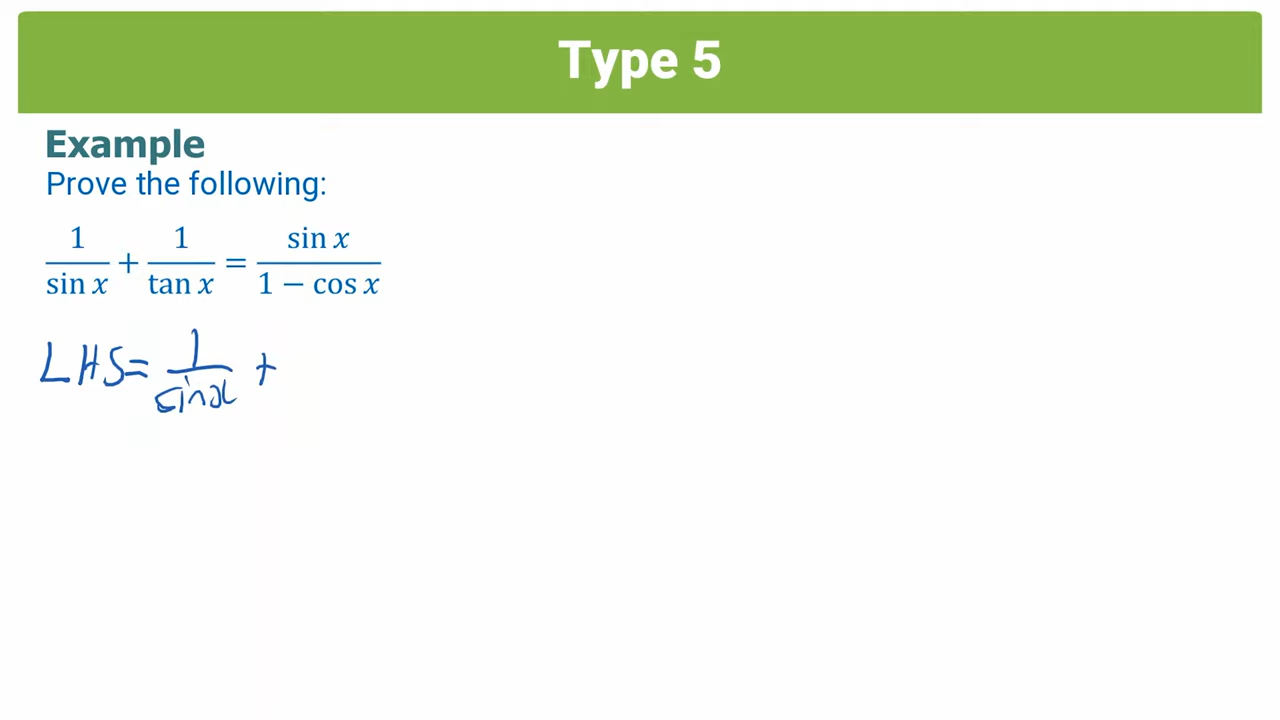 Type 5
Example
Prove the following:
1/sin x + 1/tan x = sin x/1 − cos x
LHS = 1/sinx +